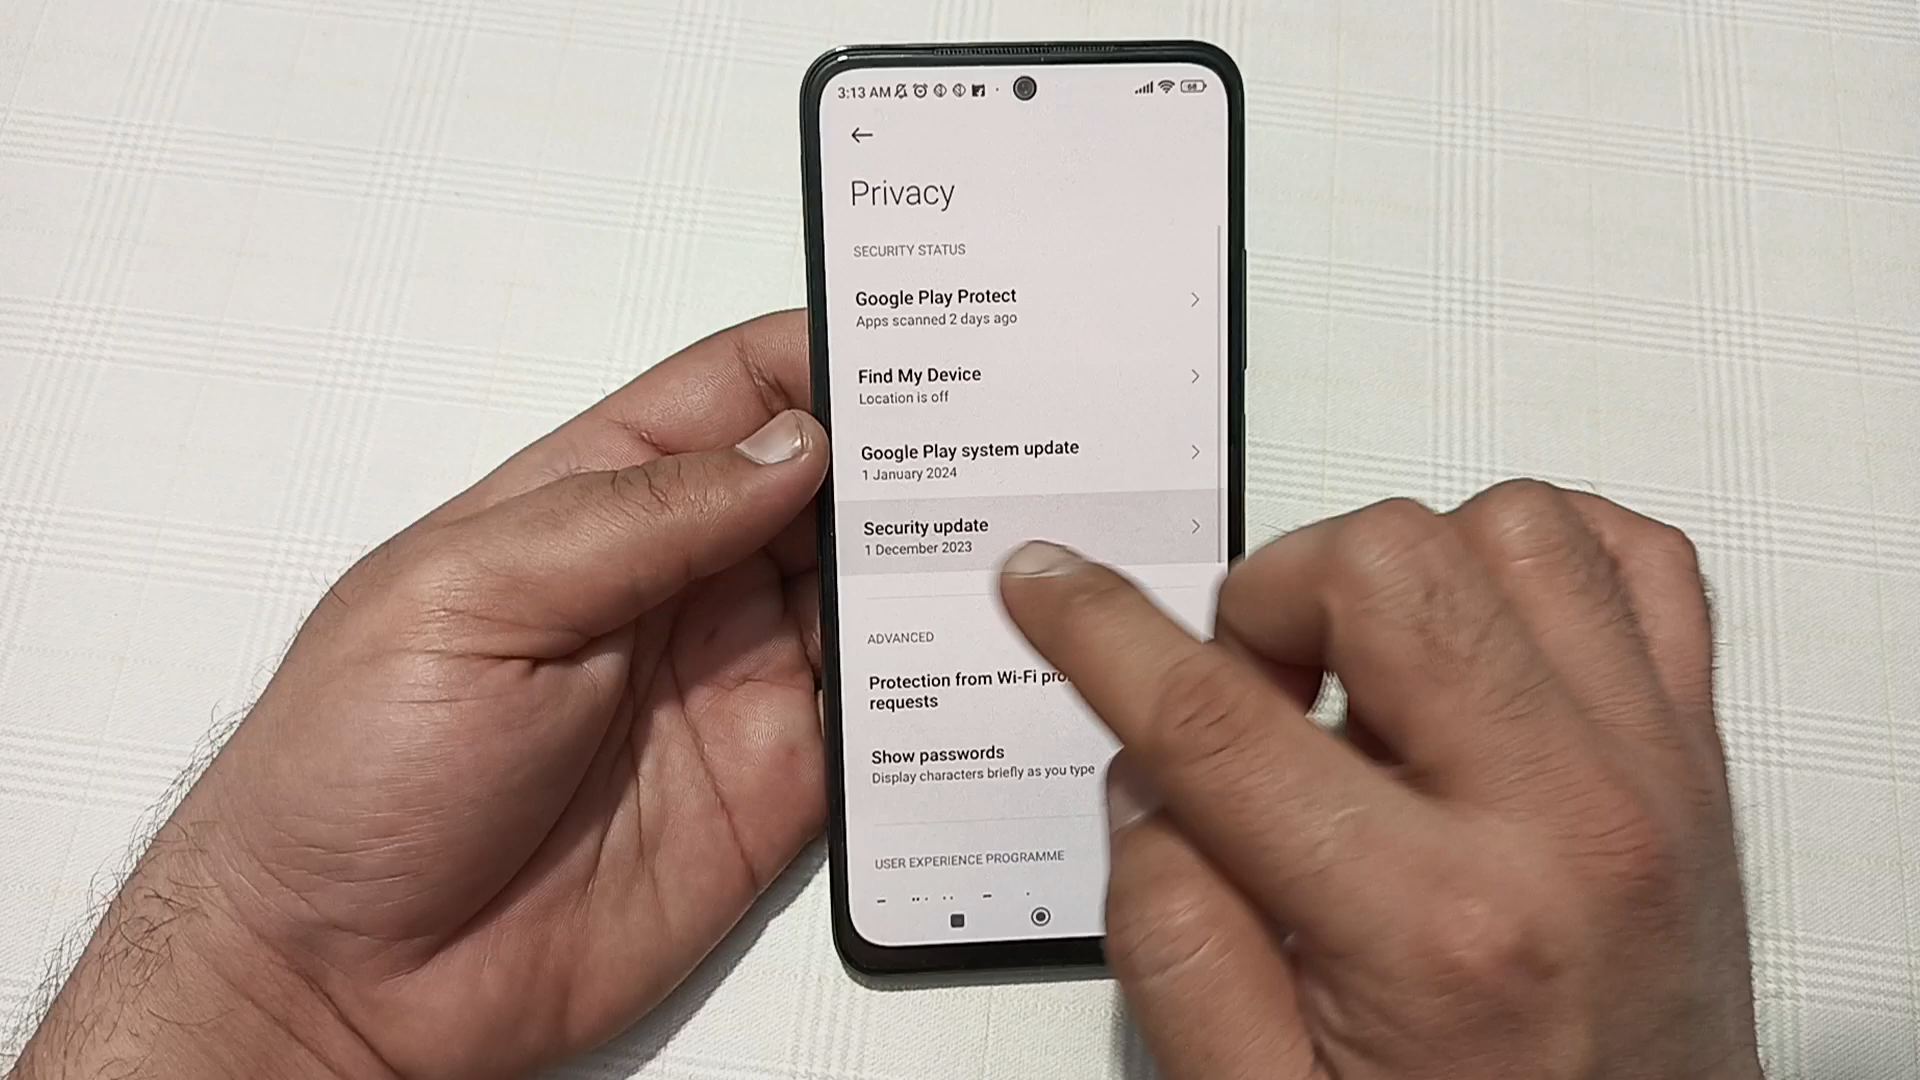 3:13 AM
68
Privacy
SECURITY STATUS
Google Play Protect
Apps scanned 2 days ago
Find My Device
Location is off
Google Play system update
1 January 2024
Security update
1 December 2023
ADVANCED
Protection from Wi-Fi
requests
Show passwords
Display characters briefly as you type
USER EXPERIENCE PROGRAMME